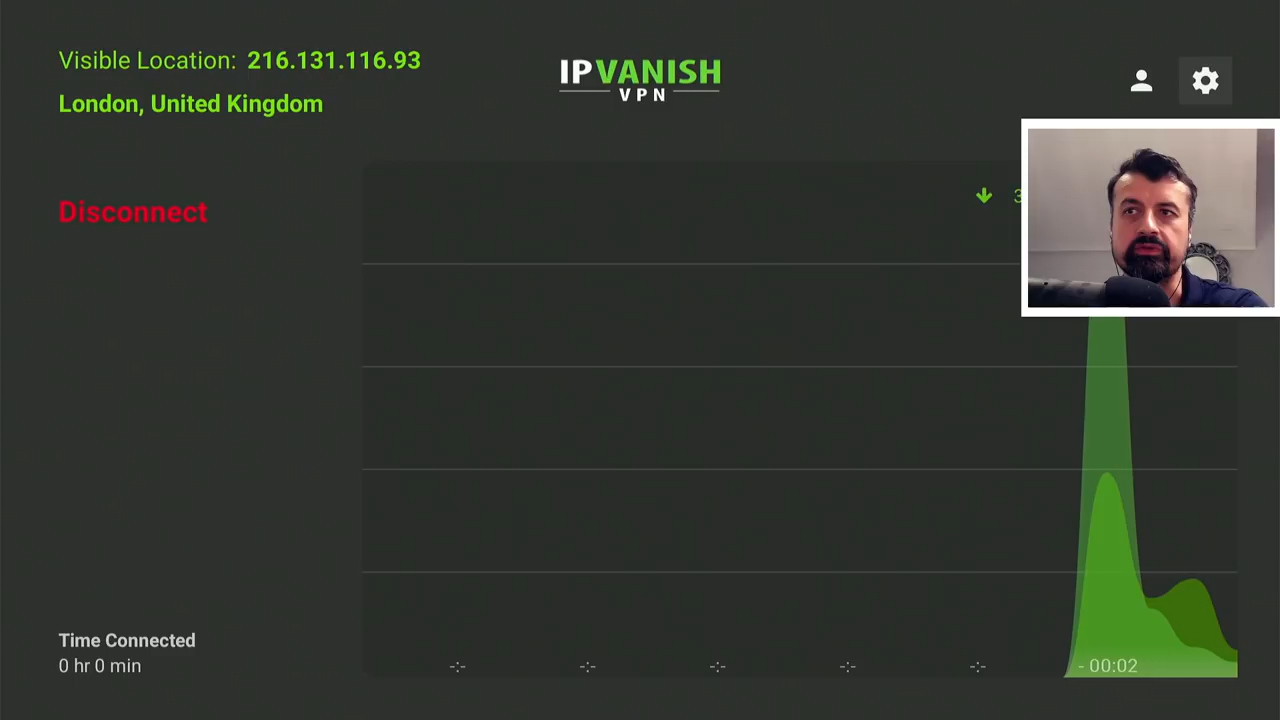 Visible Location: 216.131.116.93
London, United Kingdom
IPVANISH
VPN
Disconnect
3
Time Connected
0 hr 0 min
-:- -:- -:- -:- -:- - 00:02